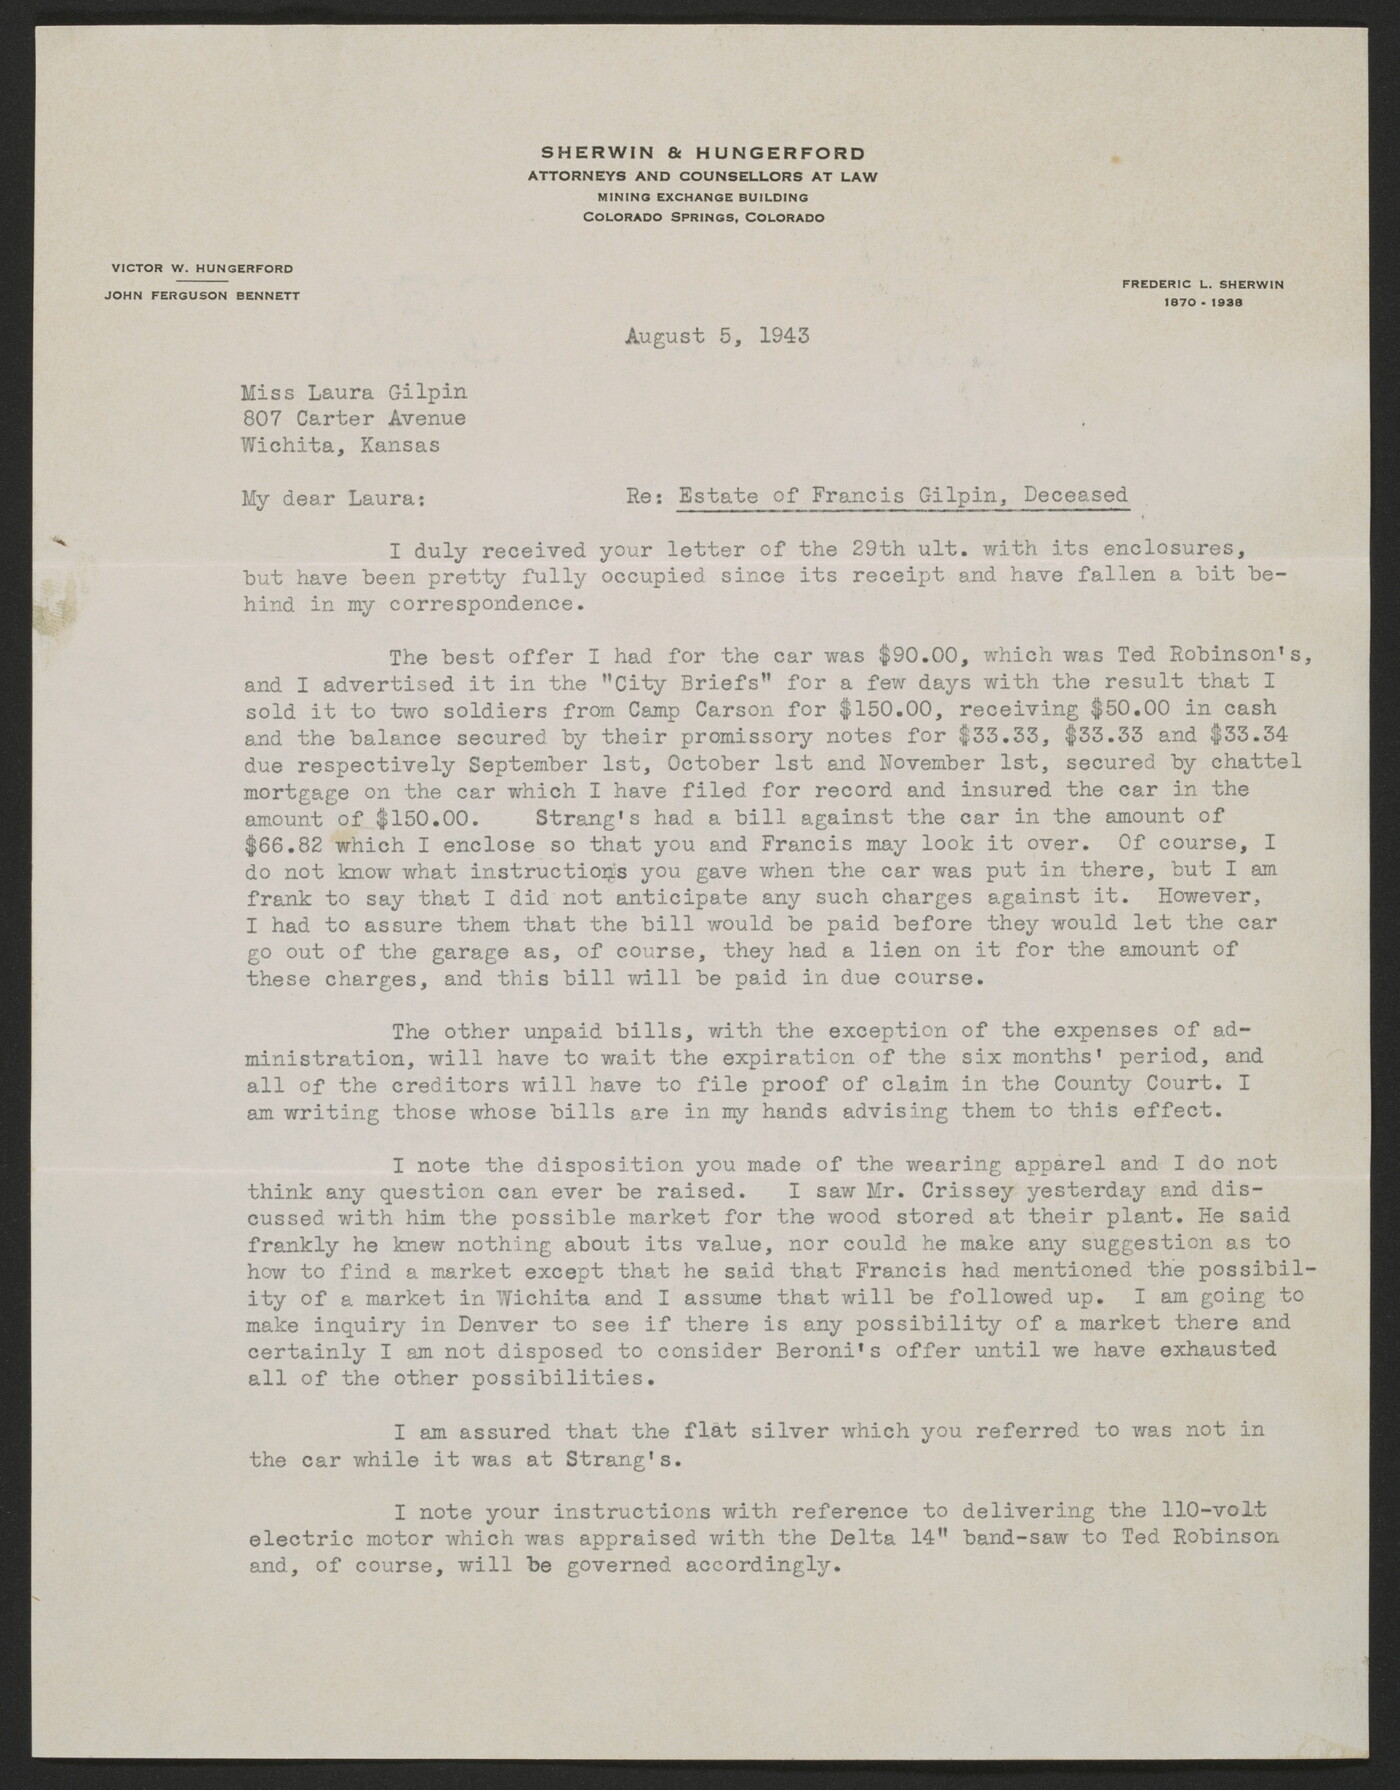 SHERWIN & HUNGERFORD
ATTORNEYS AND COUNSELLORS AT LAW
MINING EXCHANGE BUILDING
COLORADO SPRINGS, COLORADO
VICTOR W. HUNGERFORD
JOHN FERGUSON BENNETT
FREDERIC L. SHERWIN
1870 - 1938
August 5, 1943
Miss Laura Gilpin
807 Carter Avenue
Wichita, Kansas
My dear Laura: Re: Estate of Francis Gilpin, Deceased
I duly received your letter of the 29th ult. with its enclosures,
but have been pretty fully occupied since its receipt and have fallen a bit be-
hind in my correspondence.
The best offer I had for the car was $90.00, which was Ted Robinson's,
and I advertised it in the "City Briefs" for a few days with the result that I
sold it to two soldiers from Camp Carson for $150.00, receiving $50.00 in cash
and the balance secured by their promissory notes for $33.33, $33.33 and $33.34
due respectively September 1st, October 1st and November 1st, secured by chattel
mortgage on the car which I have filed for record and insured the car in the
amount of $150.00. Strang's had a bill against the car in the amount of
$66.82 which I enclose so that you and Francis may look it over. Of course, I
do not know what instructions you gave when the car was put in there, but I am
frank to say that I did not anticipate any such charges against it. However,
I had to assure them that the bill would be paid before they would let the car
go out of the garage as, of course, they had a lien on it for the amount of
these charges, and this bill will be paid in due course.
The other unpaid bills, with the exception of the expenses of ad-
ministration, will have to wait the expiration of the six months' period, and
all of the creditors will have to file proof of claim in the County Court. I
am writing those whose bills are in my hands advising them to this effect.
I note the disposition you made of the wearing apparel and I do not
think any question can ever be raised. I saw Mr. Crissey yesterday and dis-
cussed with him the possible market for the wood stored at their plant. He said
frankly he knew nothing about its value, nor could he make any suggestion as to
how to find a market except that he said that Francis had mentioned the possibil-
ity of a market in Wichita and I assume that will be followed up. I am going to
make inquiry in Denver to see if there is any possibility of a market there and
certainly I am not disposed to consider Beroni's offer until we have exhausted
all of the other possibilities.
I am assured that the flat silver which you referred to was not in
the car while it was at Strang's.
I note your instructions with reference to delivering the 110-volt
electric motor which was appraised with the Delta 14" band-saw to Ted Robinson
and, of course, will be governed accordingly.